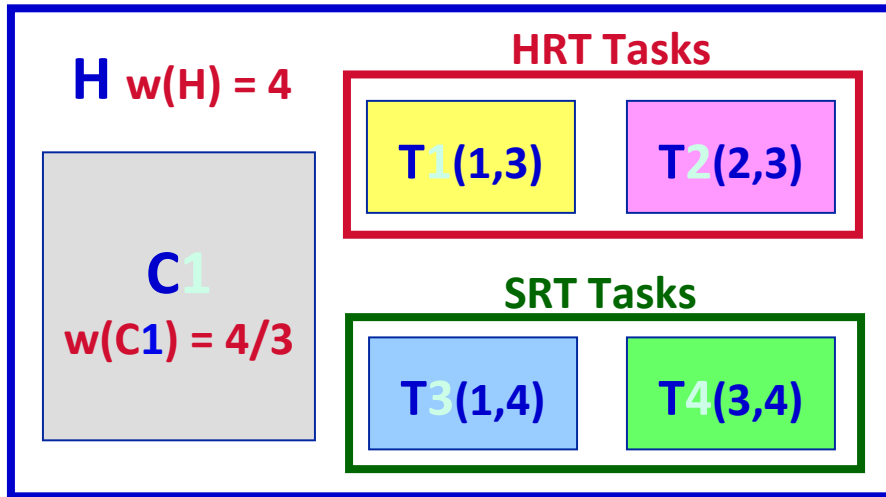 H w(H) = 4
HRT Tasks
T1(1,3)
T2(2,3)
C1
w(C1) = 4/3
SRT Tasks
T3(1,4)
T4(3,4)